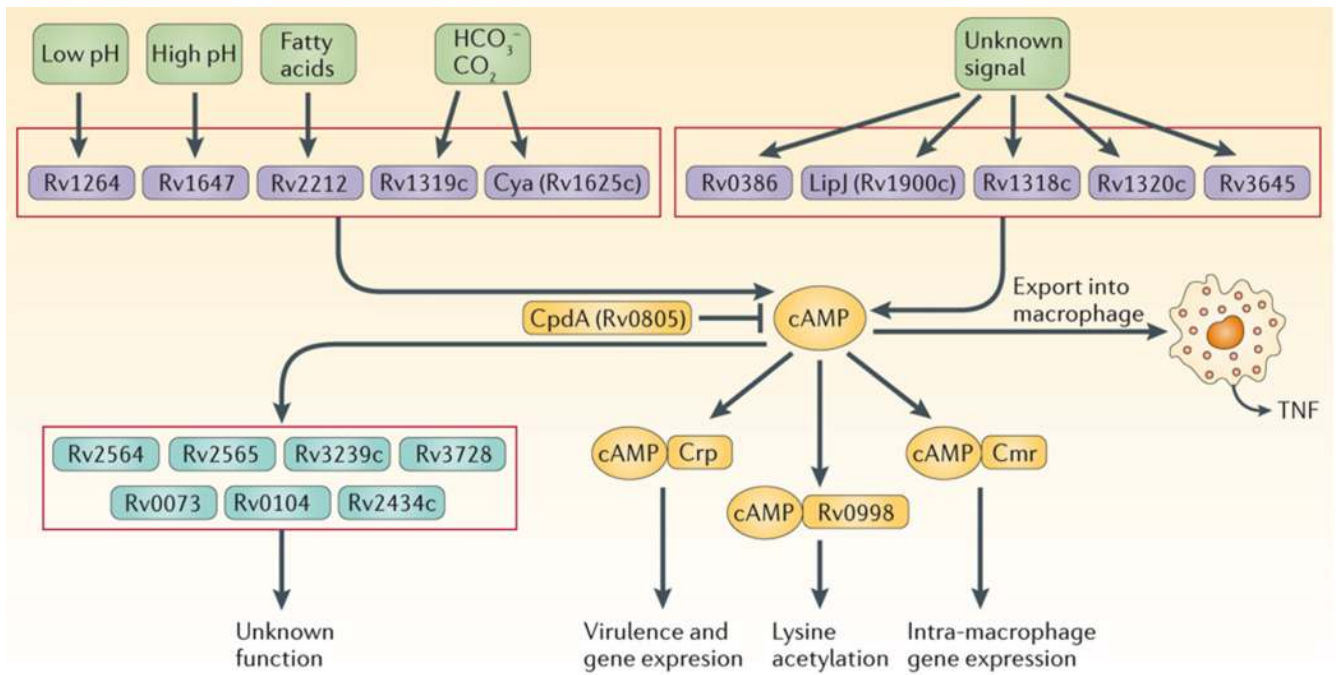 Low pH
High pH
Fatty
acids
HCO₃⁻
CO₂
Unknown
signal
Rv1264
Rv1647
Rv2212
Rv1319c
Cya (Rv1625c)
Rv0386
LipJ (Rv1900c)
Rv1318c
Rv1320c
Rv3645
CpdA (Rv0805)
cAMP
Export into
macrophage
TNF
Rv2564
Rv2565
Rv3239c
Rv3728
Rv0073
Rv0104
Rv2434c
cAMP
Crp
cAMP
Rv0998
cAMP
Cmr
Unknown
function
Virulence and
gene expresion
Lysine
acetylation
Intra-macrophage
gene expression